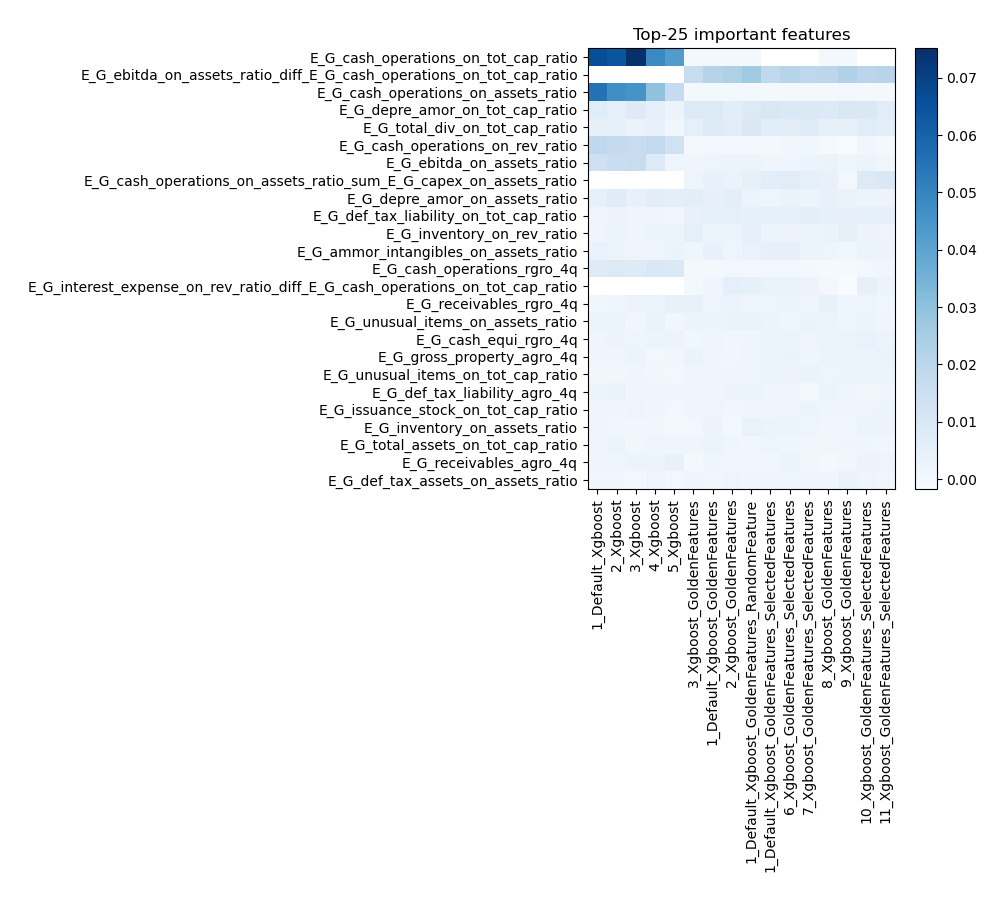 Top-25 important features
E_G_cash_operations_on_tot_cap_ratio
E_G_ebitda_on_assets_ratio_diff_E_G_cash_operations_on_tot_cap_ratio
E_G_cash_operations_on_assets_ratio
E_G_depre_amor_on_tot_cap_ratio
E_G_total_div_on_tot_cap_ratio
E_G_cash_operations_on_rev_ratio
E_G_ebitda_on_assets_ratio
E_G_cash_operations_on_assets_ratio_sum_E_G_capex_on_assets_ratio
E_G_depre_amor_on_assets_ratio
E_G_def_tax_liability_on_tot_cap_ratio
E_G_inventory_on_rev_ratio
E_G_ammor_intangibles_on_assets_ratio
E_G_cash_operations_rgro_4q
E_G_interest_expense_on_rev_ratio_diff_E_G_cash_operations_on_tot_cap_ratio
E_G_receivables_rgro_4q
E_G_unusual_items_on_assets_ratio
E_G_cash_equi_rgro_4q
E_G_gross_property_agro_4q
E_G_unusual_items_on_tot_cap_ratio
E_G_def_tax_liability_agro_4q
E_G_issuance_stock_on_tot_cap_ratio
E_G_inventory_on_assets_ratio
E_G_total_assets_on_tot_cap_ratio
E_G_receivables_agro_4q
E_G_def_tax_assets_on_assets_ratio
1_Default_Xgboost
2_Xgboost
3_Xgboost
4_Xgboost
5_Xgboost
3_Xgboost_GoldenFeatures
1_Default_Xgboost_GoldenFeatures
2_Xgboost_GoldenFeatures
1_Default_Xgboost_GoldenFeatures_RandomFeature
1_Default_Xgboost_GoldenFeatures_SelectedFeatures
6_Xgboost_GoldenFeatures_SelectedFeatures
7_Xgboost_GoldenFeatures_SelectedFeatures
8_Xgboost_GoldenFeatures
9_Xgboost_GoldenFeatures
10_Xgboost_GoldenFeatures_SelectedFeatures
11_Xgboost_GoldenFeatures_SelectedFeatures
0.07
0.06
0.05
0.04
0.03
0.02
0.01
0.00